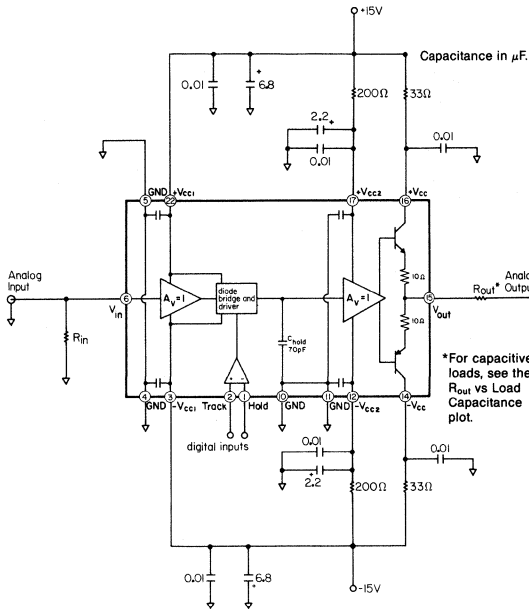 +15V
Capacitance in μF.
0.01
+
6.8
200Ω
33Ω
2.2
+
0.01
0.01
5
GND
22
+Vcc1
17
+Vcc2
16
+Vcc
Analog
Input
6
Vin
Rin
Av=1
diode
bridge and
driver
Av=1
10Ω
10Ω
15
Vout
Rout*
Analog
Output
Chold
70pF
+
-
*For capacitive
loads, see the
Rout vs Load
Capacitance
plot.
4
GND
3
-Vcc1
Track
2
1
Hold
10
GND
11
GND
12
-Vcc2
14
-Vcc
digital inputs
0.01
+
2.2
200Ω
33Ω
0.01
0.01
6.8
+
-15V